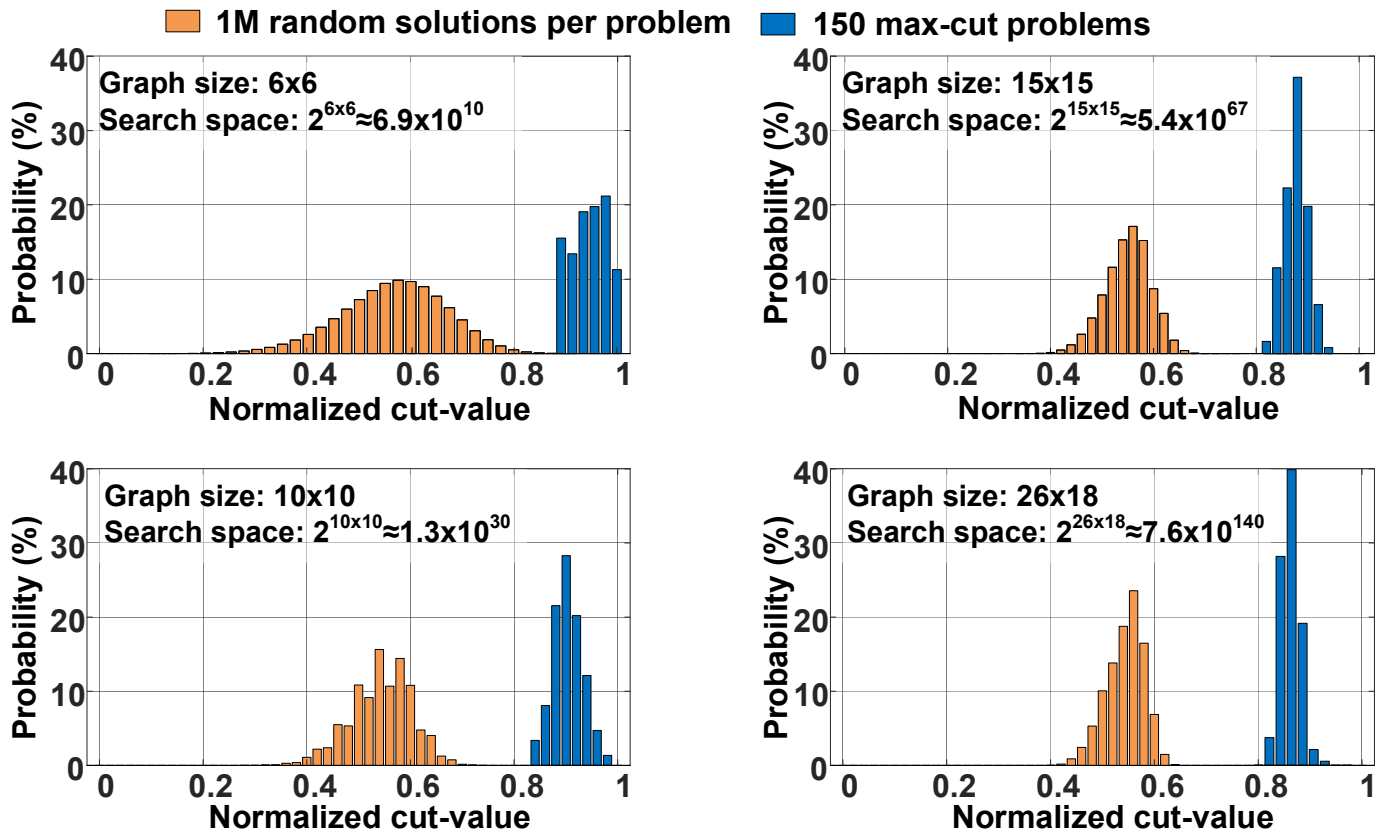 1M random solutions per problem 150 max-cut problems
40
30
20
10
0
Probability (%)
Graph size: 6x6
Search space: 2^6x6≈6.9x10^10
0 0.2 0.4 0.6 0.8 1
Normalized cut-value
40
30
20
10
0
Probability (%)
Graph size: 15x15
Search space: 2^15x15≈5.4x10^67
0 0.2 0.4 0.6 0.8 1
Normalized cut-value
40
30
20
10
0
Probability (%)
Graph size: 10x10
Search space: 2^10x10≈1.3x10^30
0 0.2 0.4 0.6 0.8 1
Normalized cut-value
40
30
20
10
0
Probability (%)
Graph size: 26x18
Search space: 2^26x18≈7.6x10^140
0 0.2 0.4 0.6 0.8 1
Normalized cut-value